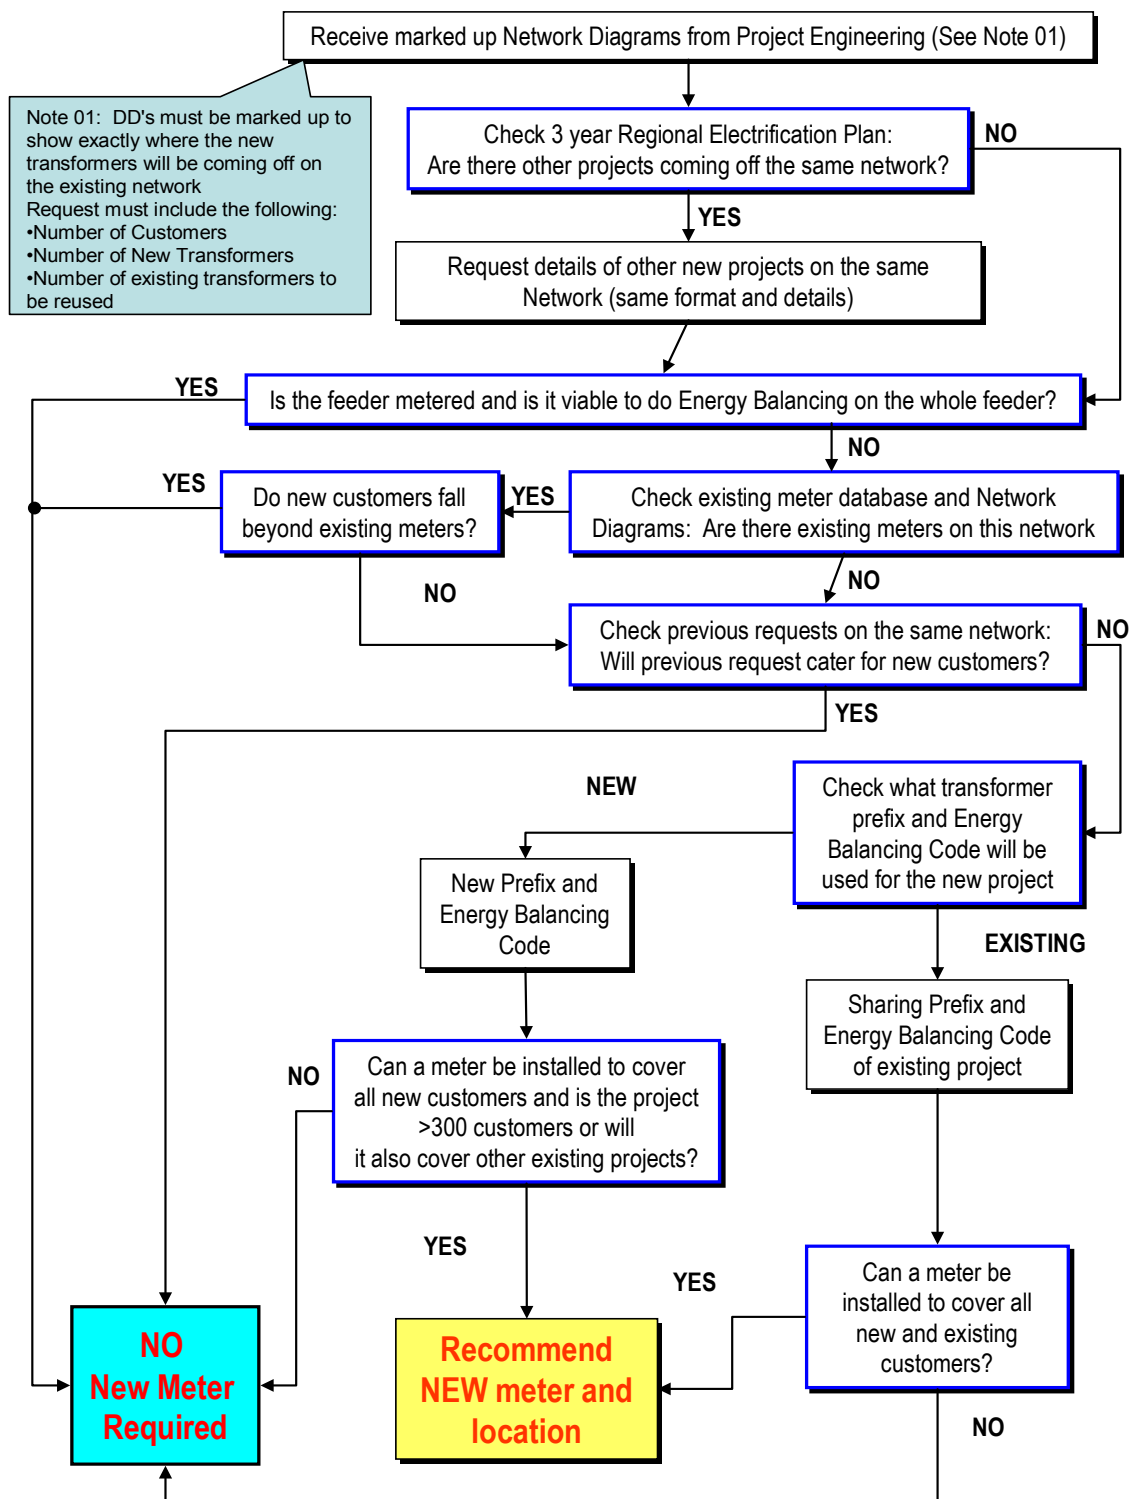 Receive marked up Network Diagrams from Project Engineering (See Note 01)
Note 01:  DD's must be marked up to
show exactly where the new
transformers will be coming off on
the existing network
Request must include the following:
•Number of Customers
•Number of New Transformers
•Number of existing transformers to
be reused
Check 3 year Regional Electrification Plan:
Are there other projects coming off the same network?
NO
YES
Request details of other new projects on the same
Network (same format and details)
YES
Is the feeder metered and is it viable to do Energy Balancing on the whole feeder?
NO
YES
Do new customers fall
beyond existing meters?
YES
Check existing meter database and Network
Diagrams:  Are there existing meters on this network
NO
NO
Check previous requests on the same network:
Will previous request cater for new customers?
NO
YES
NEW
Check what transformer
prefix and Energy
Balancing Code will be
used for the new project
New Prefix and
Energy Balancing
Code
EXISTING
Sharing Prefix and
Energy Balancing Code
of existing project
NO
Can a meter be installed to cover
all new customers and is the project
>300 customers or will
it also cover other existing projects?
YES
YES
Can a meter be
installed to cover all
new and existing
customers?
NO
New Meter
Required
Recommend
NEW meter and
location
NO